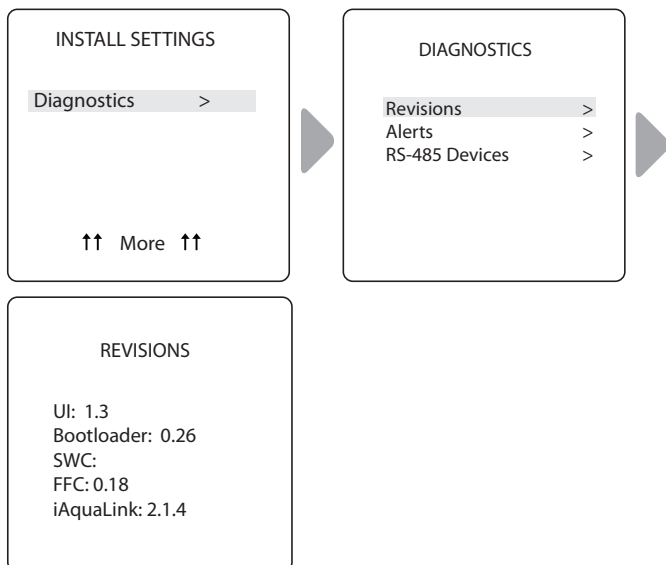 INSTALL SETTINGS
Diagnostics >
↑↑ More ↑↑
DIAGNOSTICS
Revisions >
Alerts >
RS-485 Devices >
REVISIONS
UI: 1.3
Bootloader: 0.26
SWC:
FFC: 0.18
iAquaLink: 2.1.4